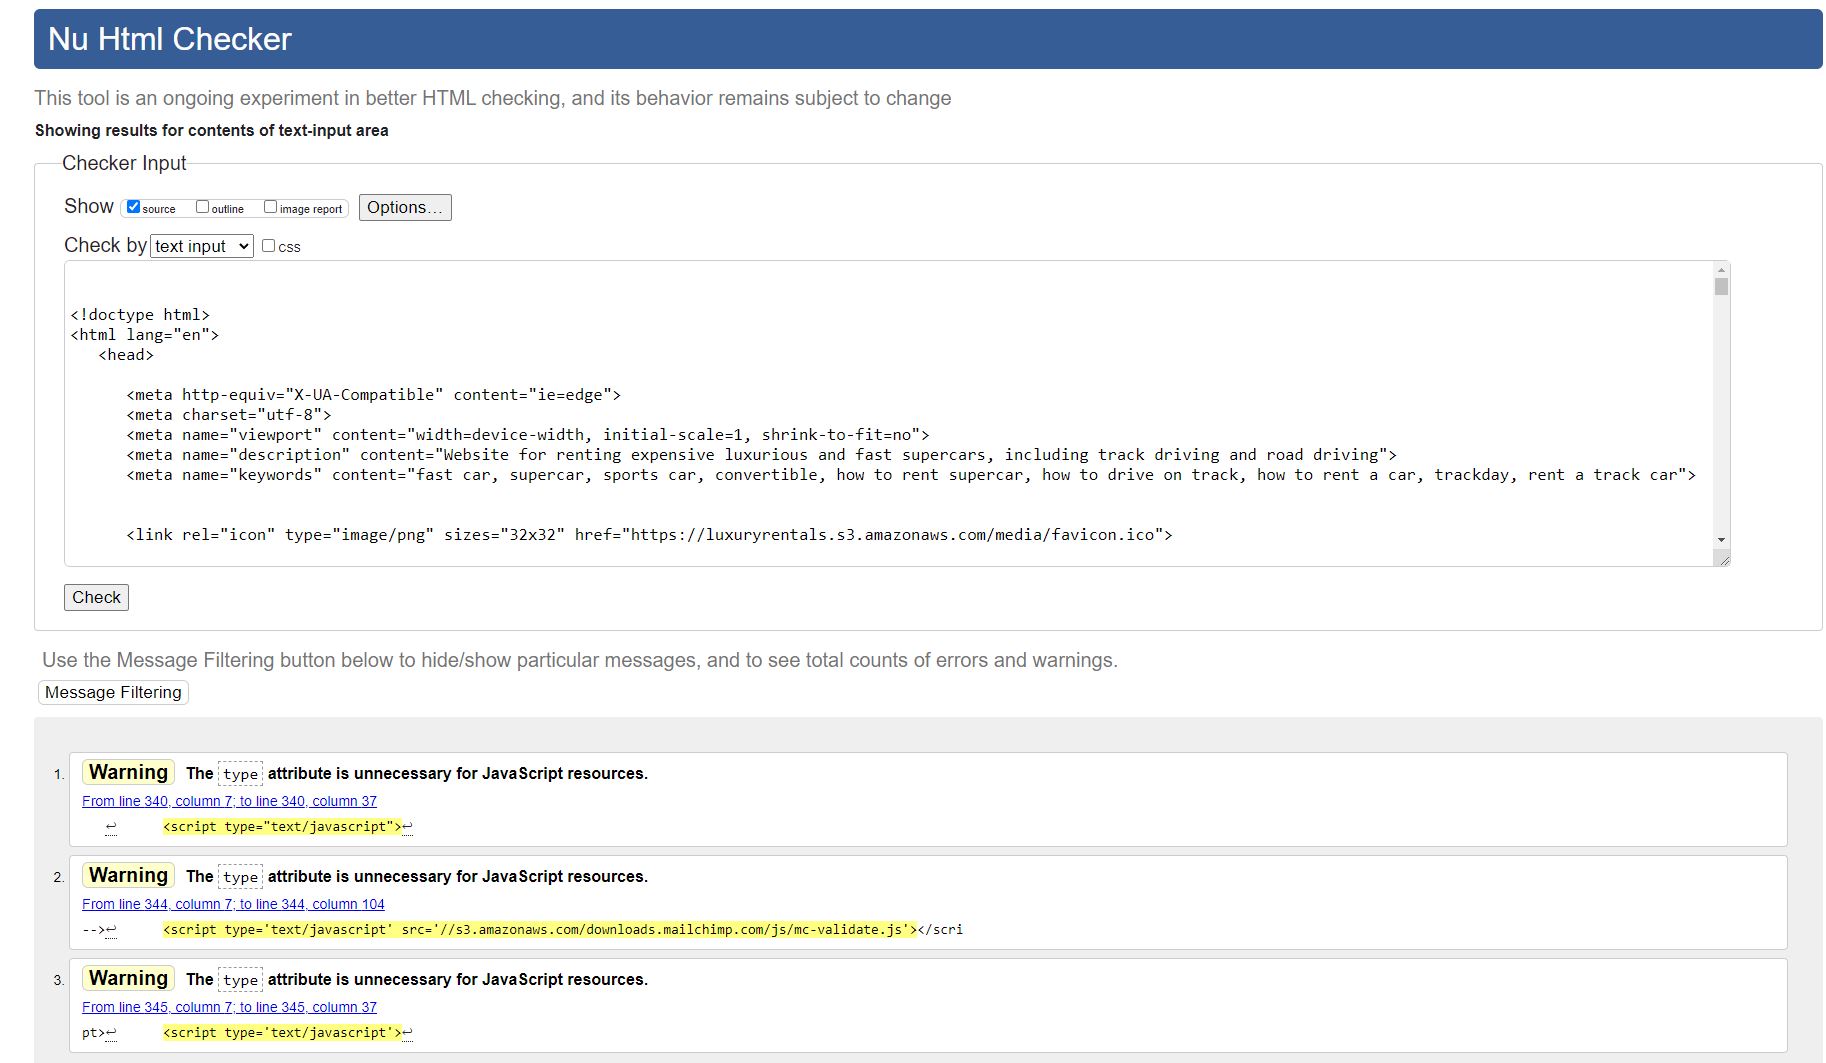 Nu Html Checker
This tool is an ongoing experiment in better HTML checking, and its behavior remains subject to change
Showing results for contents of text-input area
Checker Input
Show source outline image report Options...
Check by text input css
<!doctype html>
<html lang="en">
<head>
<meta http-equiv="X-UA-Compatible" content="ie=edge">
<meta charset="utf-8">
<meta name="viewport" content="width=device-width, initial-scale=1, shrink-to-fit=no">
<meta name="description" content="Website for renting expensive luxurious and fast supercars, including track driving and road driving">
<meta name="keywords" content="fast car, supercar, sports car, convertible, how to rent supercar, how to drive on track, how to rent a car, trackday, rent a track car">
<link rel="icon" type="image/png" sizes="32x32" href="https://luxuryrentals.s3.amazonaws.com/media/favicon.ico">
Check
Use the Message Filtering button below to hide/show particular messages, and to see total counts of errors and warnings.
Message Filtering
1. Warning The type attribute is unnecessary for JavaScript resources.
From line 340, column 7; to line 340, column 37
↩ <script type="text/javascript">↩
2. Warning The type attribute is unnecessary for JavaScript resources.
From line 344, column 7; to line 344, column 104
-->↩ <script type='text/javascript' src='//s3.amazonaws.com/downloads.mailchimp.com/js/mc-validate.js'></scri
3. Warning The type attribute is unnecessary for JavaScript resources.
From line 345, column 7; to line 345, column 37
pt>↩ <script type='text/javascript'>↩